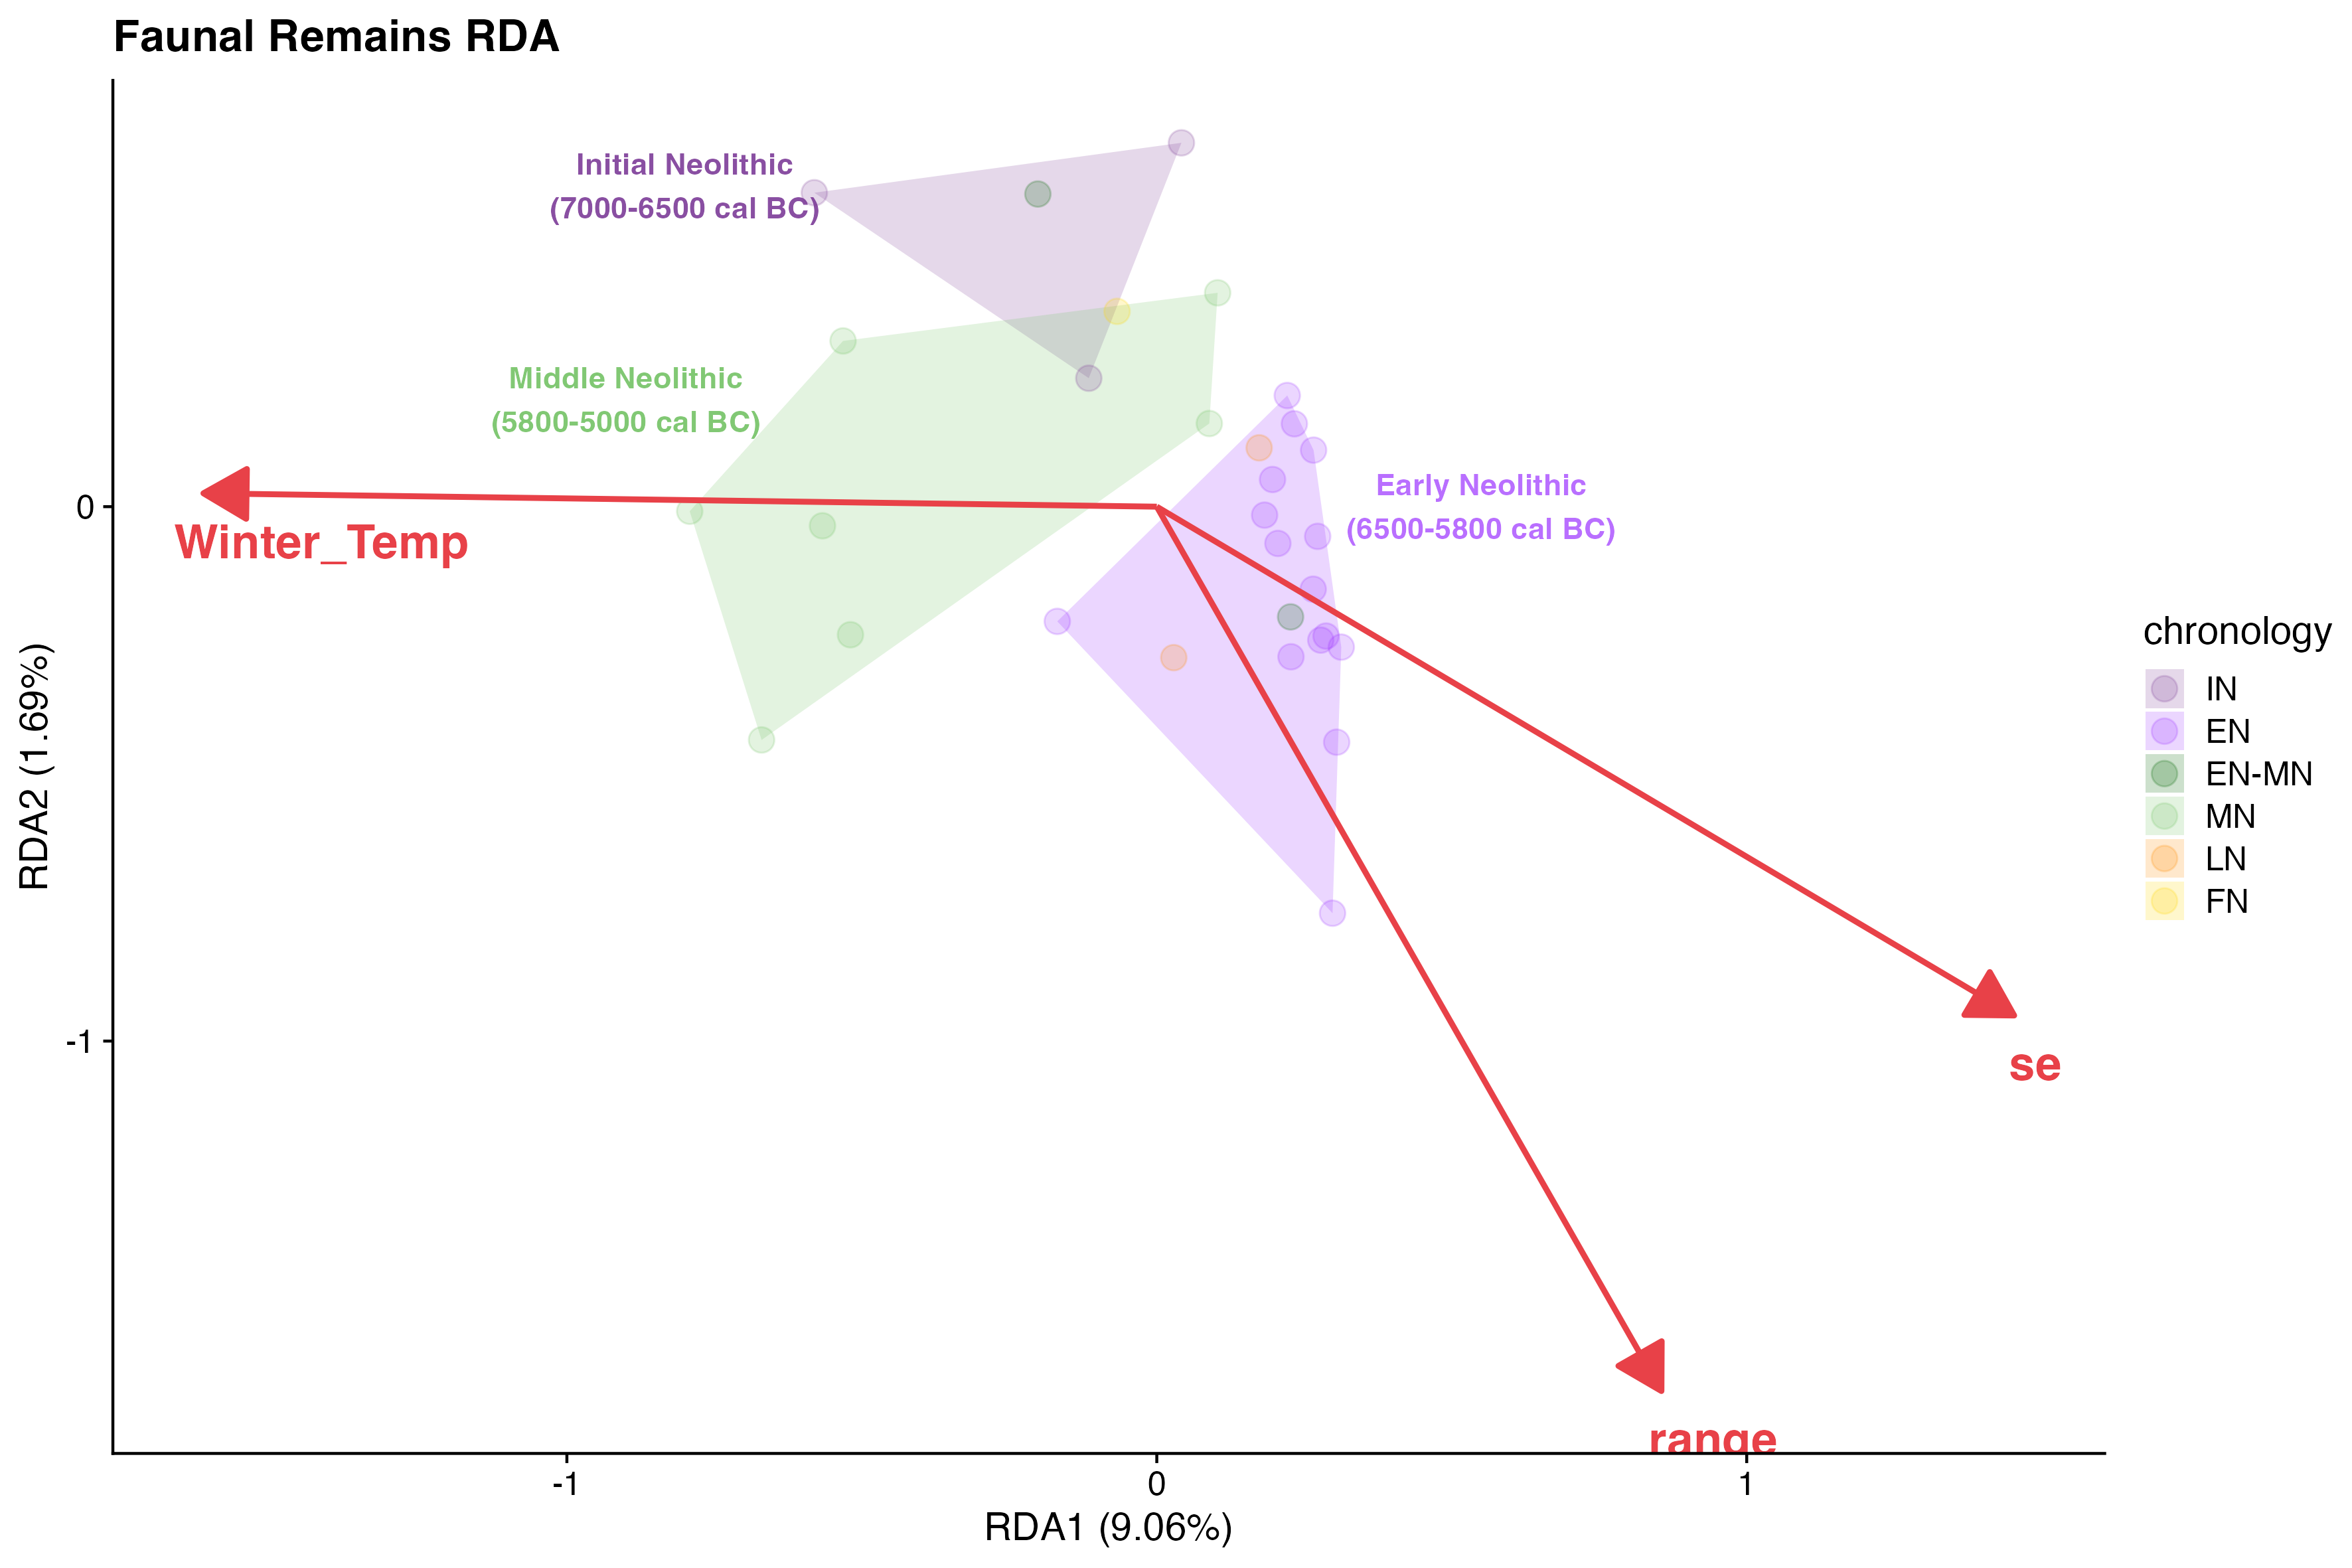 Faunal Remains RDA
Initial Neolithic
(7000-6500 cal BC)
Middle Neolithic
(5800-5000 cal BC)
Early Neolithic
(6500-5800 cal BC)
0
-1
Winter_Temp
se
range
RDA2 (1.69%)
-1
0
1
RDA1 (9.06%)
chronology
IN
EN
EN-MN
MN
LN
FN